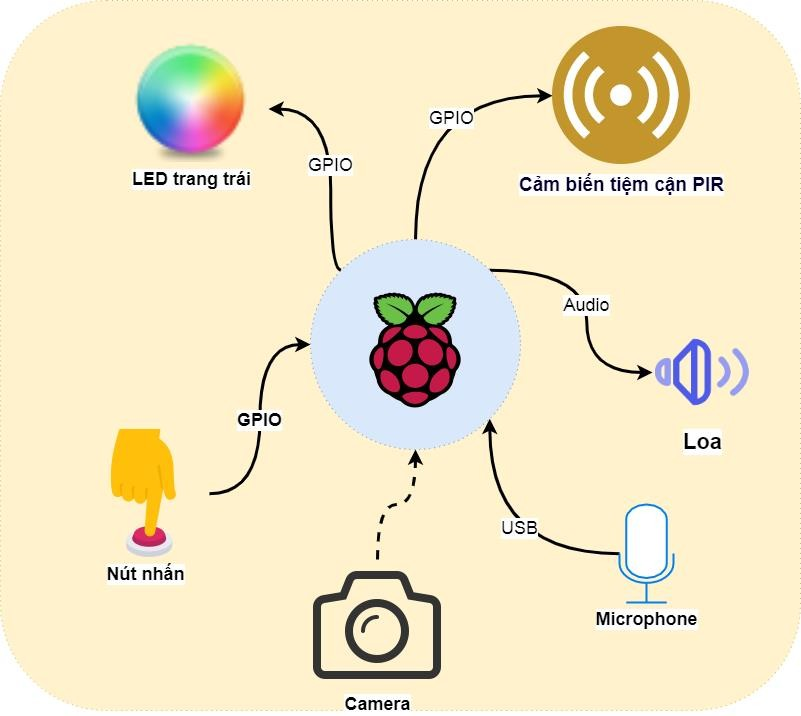 LED trang trái
GPIO
GPIO
Cảm biến tiệm cận PIR
Audio
Loa
GPIO
Nút nhấn
USB
Microphone
Camera